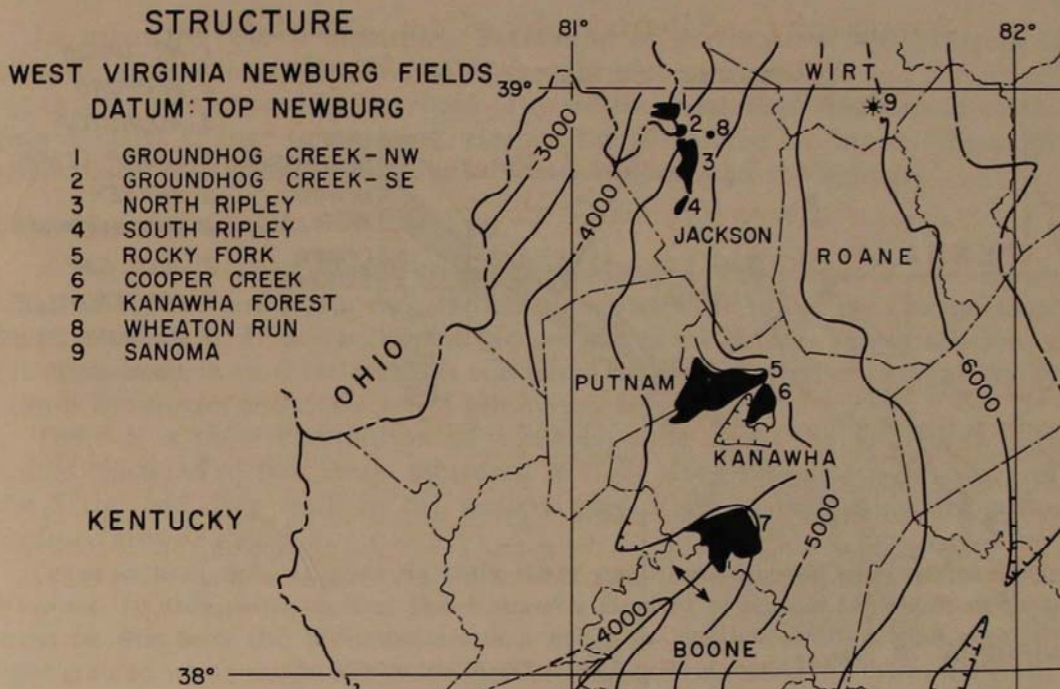 STRUCTURE
WEST VIRGINIA NEWBURG FIELDS
DATUM: TOP NEWBURG
1 GROUNDHOG CREEK-NW
2 GROUNDHOG CREEK-SE
3 NORTH RIPLEY
4 SOUTH RIPLEY
5 ROCKY FORK
6 COOPER CREEK
7 KANAWHA FOREST
8 WHEATON RUN
9 SANOMA
81°
82°
39°
WIRT
3000
1
2
8
9
3
4000
4
JACKSON
ROANE
OHIO
PUTNAM
5
6
6000
KANAWHA
KENTUCKY
7
5000
4000
BOONE
38°